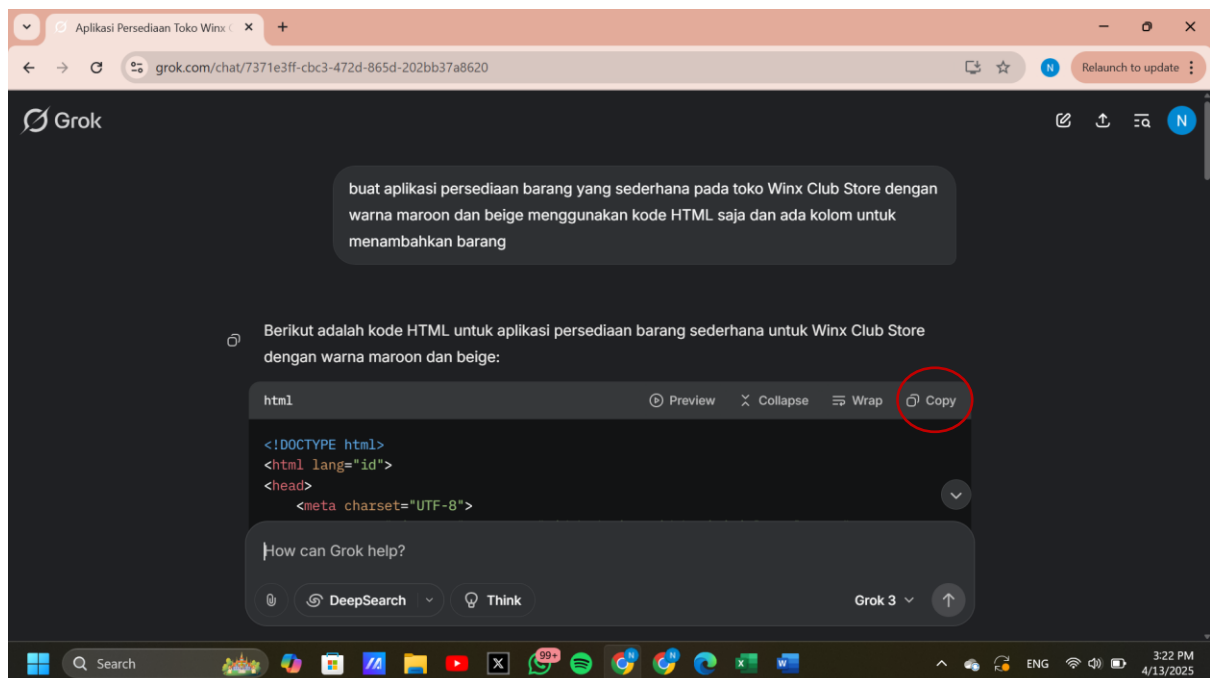 Aplikasi Persediaan Toko Winx C
grok.com/chat/7371e3ff-cbc3-472d-865d-202bb37a8620
N
Relaunch to update
Grok
N
buat aplikasi persediaan barang yang sederhana pada toko Winx Club Store dengan
warna maroon dan beige menggunakan kode HTML saja dan ada kolom untuk
menambahkan barang
Berikut adalah kode HTML untuk aplikasi persediaan barang sederhana untuk Winx Club Store
dengan warna maroon dan beige:
html
Preview
Collapse
Wrap
Copy
<!DOCTYPE html>
<html lang="id">
<head>
<meta charset="UTF-8">
How can Grok help?
DeepSearch
Think
Grok 3
Search
99+
ENG
3:22 PM
4/13/2025